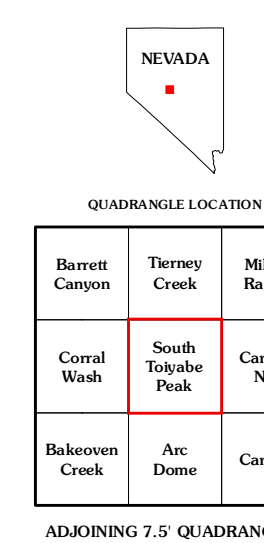 NEVADA
QUADRANGLE LOCATION
Barrett
Canyon
Tierney
Creek
Corral
Wash
South
Toiyabe
Peak
Bakeoven
Creek
Arc
Dome
ADJOINING 7.5'